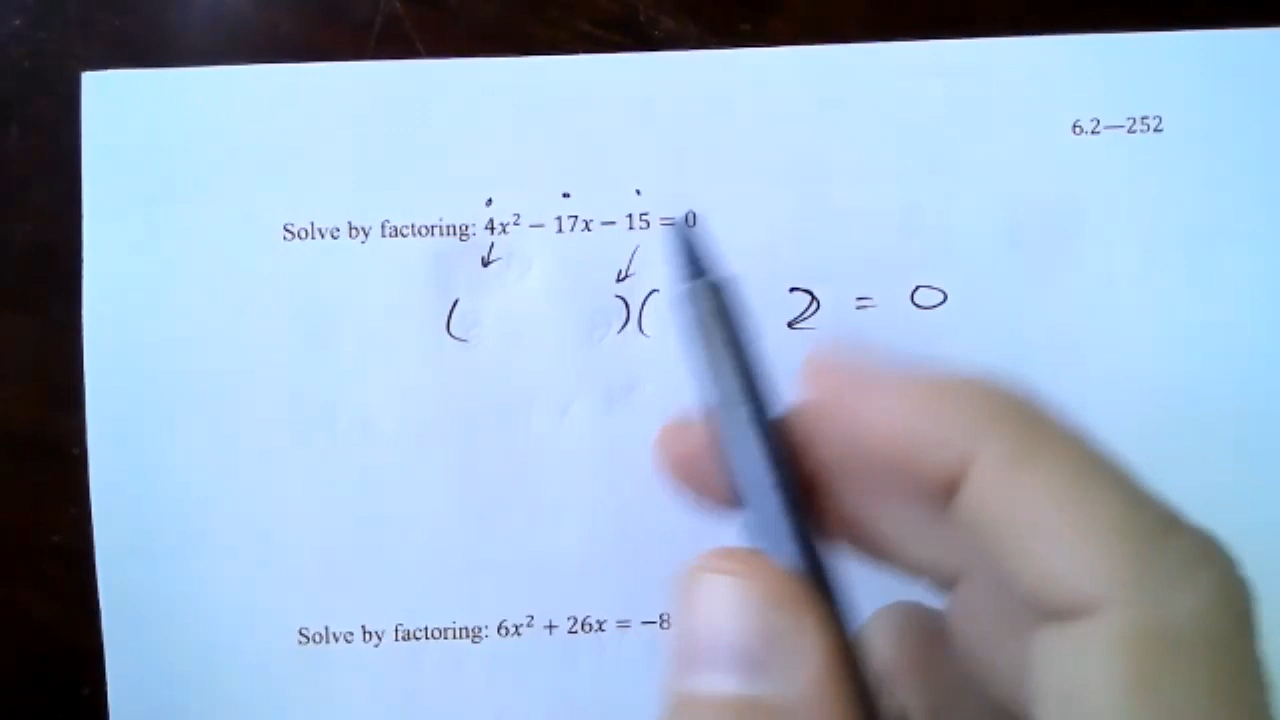 6.2—252
Solve by factoring: 4x² − 17x − 15 = 0
( )( ) = 0
Solve by factoring: 6x² + 26x = −8